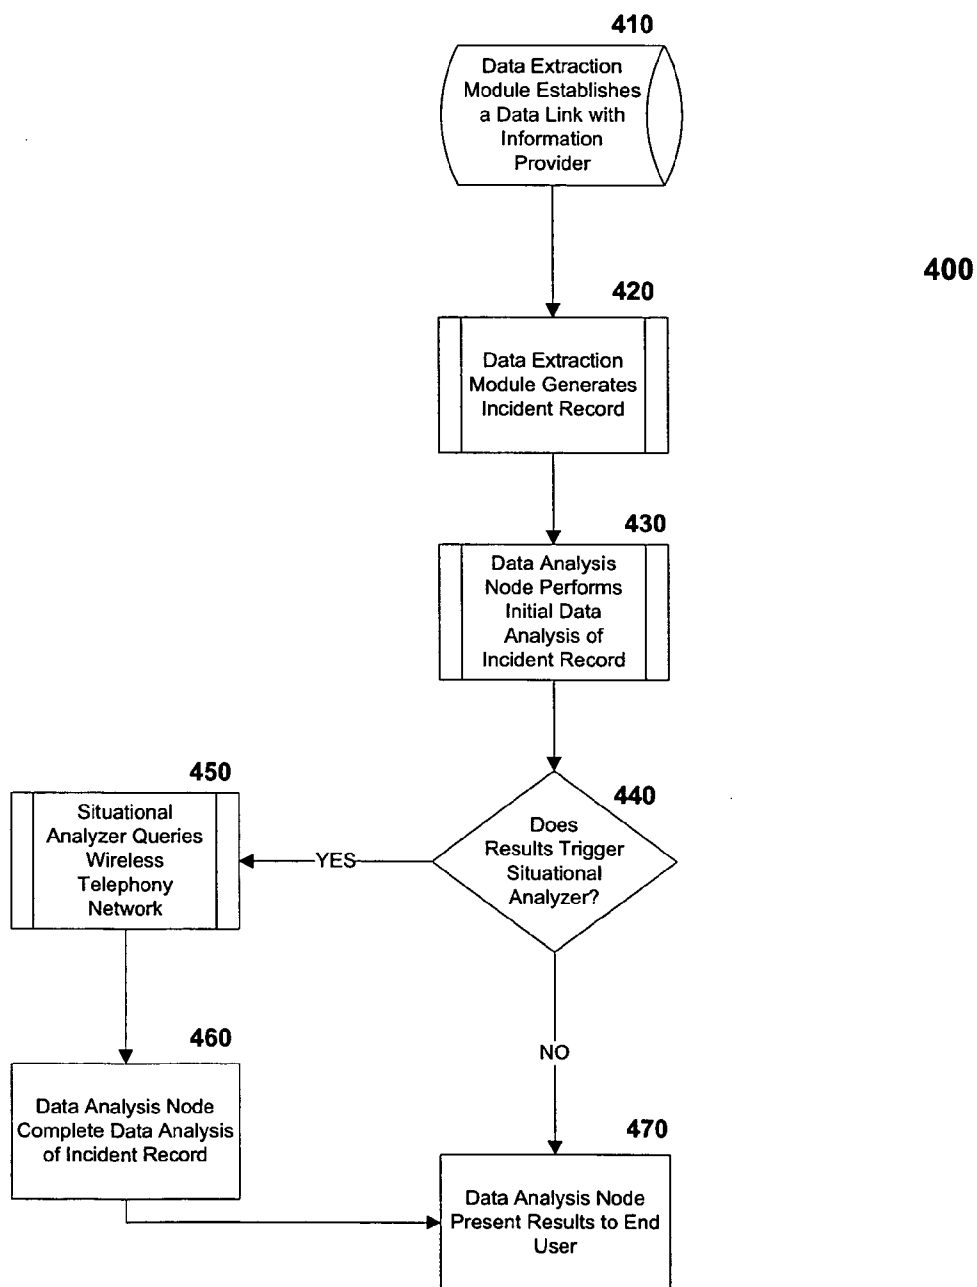 410
Data Extraction
Module Establishes
a Data Link with
Information
Provider
400
420
Data Extraction
Module Generates
Incident Record
430
Data Analysis
Node Performs
Initial Data
Analysis of
Incident Record
440
Does
Results Trigger
Situational
Analyzer?
YES
450
Situational
Analyzer Queries
Wireless
Telephony
Network
460
Data Analysis Node
Complete Data Analysis
of Incident Record
NO
470
Data Analysis Node
Present Results to End
User